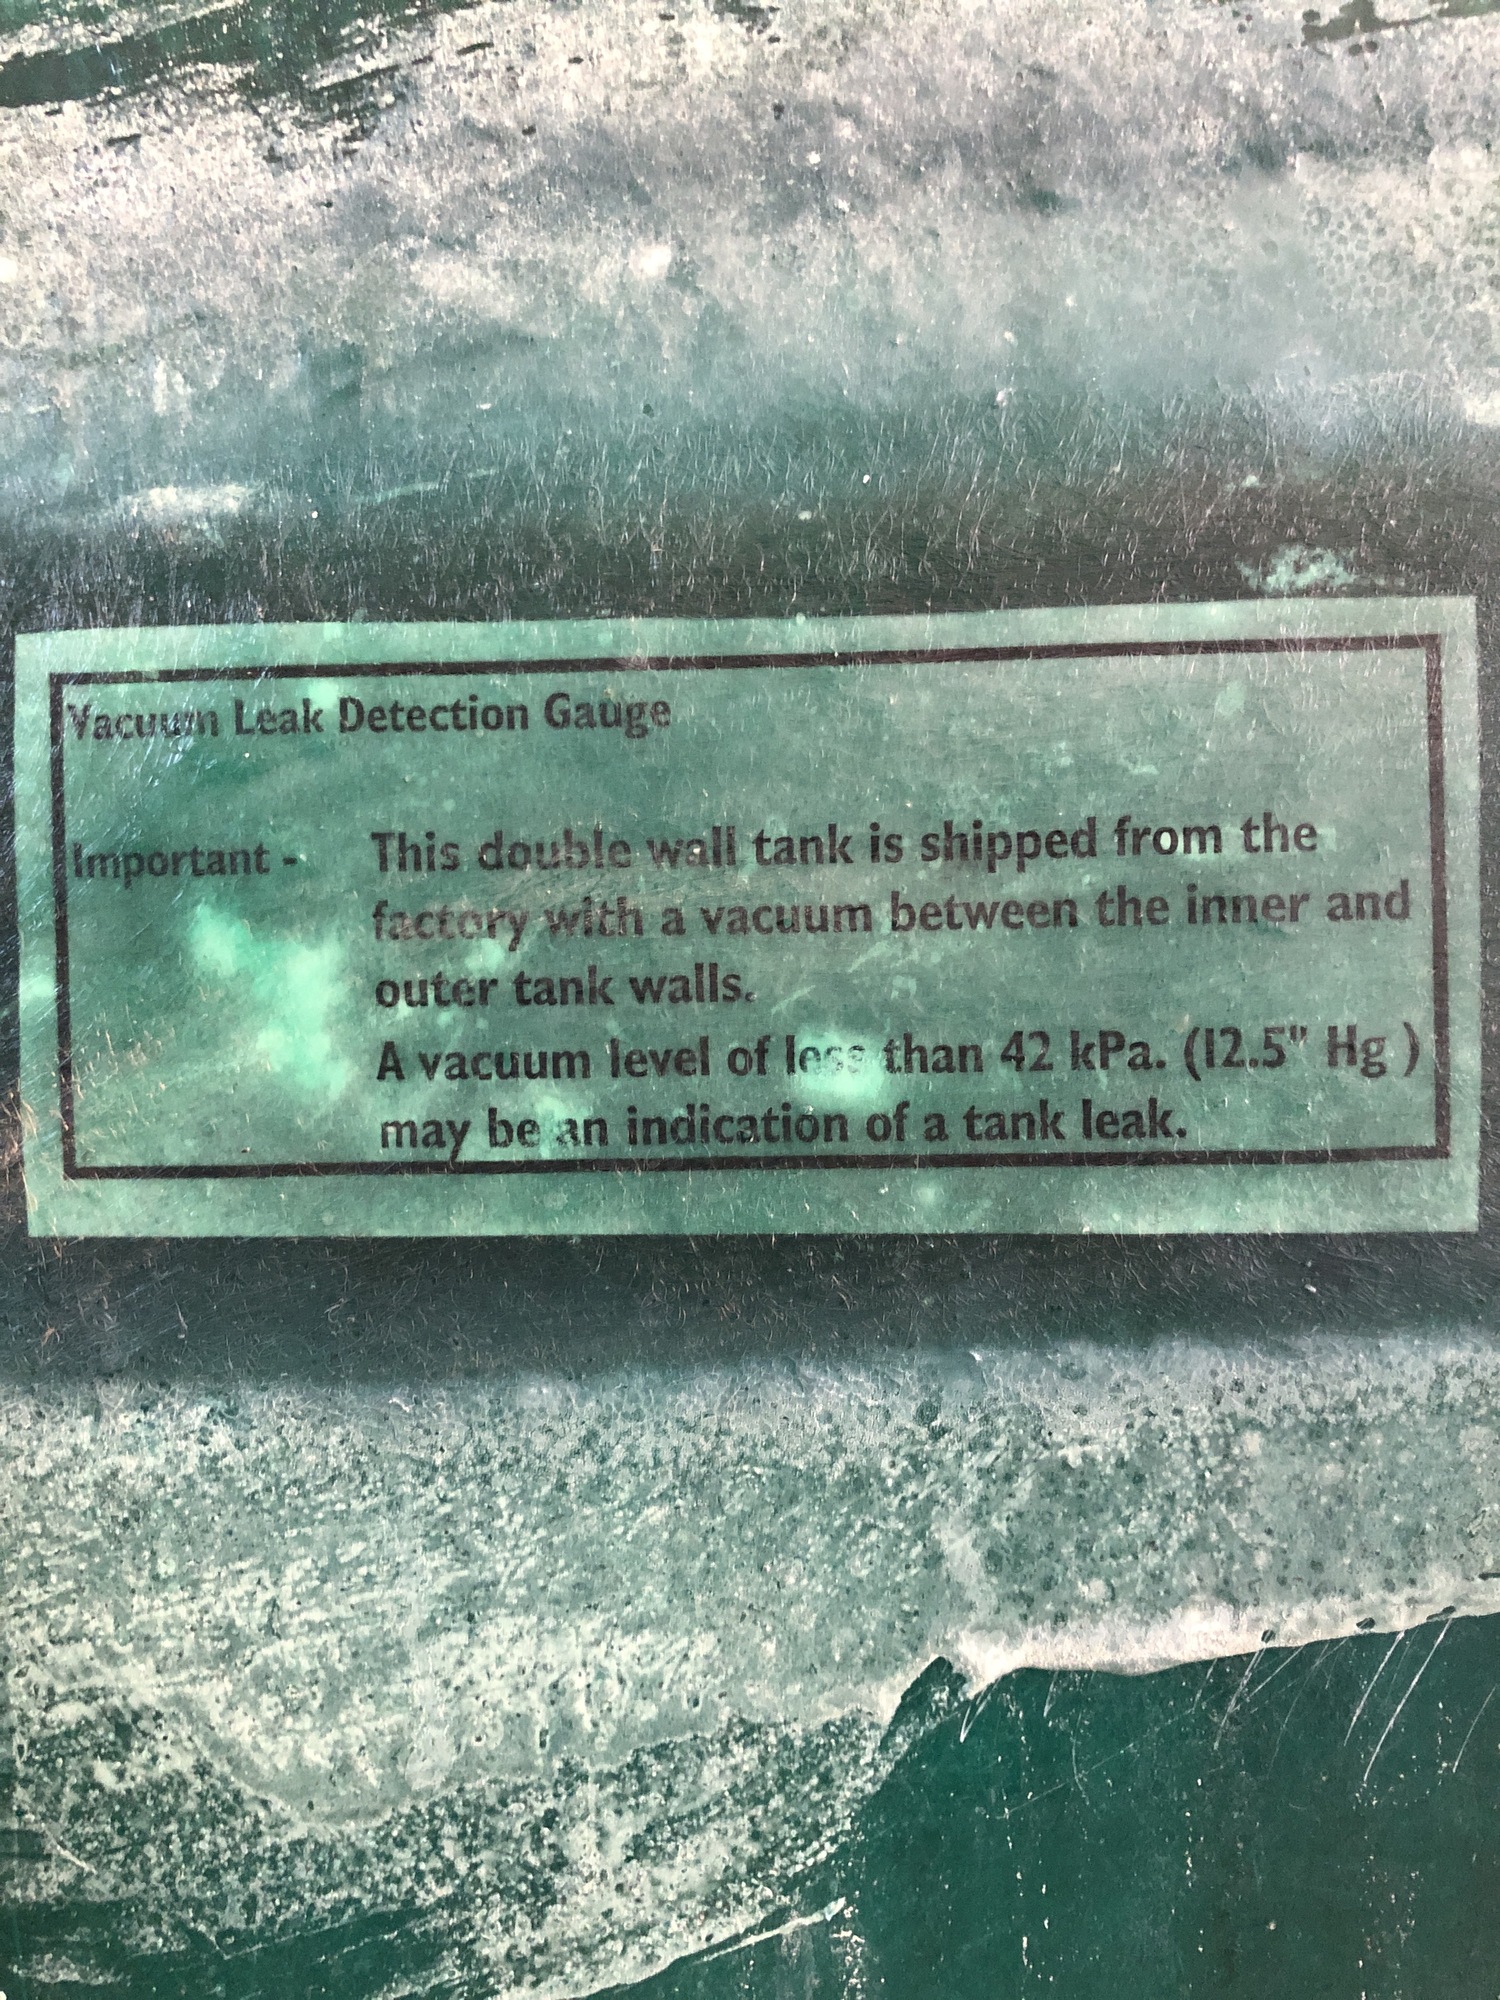 Vacuum Leak Detection Gauge
Important - This double wall tank is shipped from the
factory with a vacuum between the inner and
outer tank walls.
A vacuum level of less than 42 kPa. (12.5" Hg )
may be an indication of a tank leak.